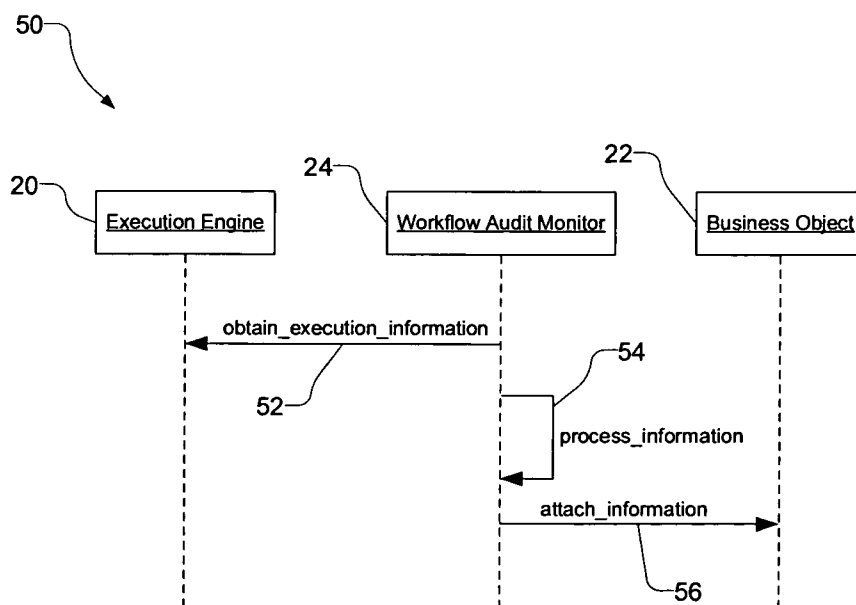 50
20
24
22
Execution Engine
Workflow Audit Monitor
Business Object
obtain_execution_information
52
54
process_information
attach_information
56